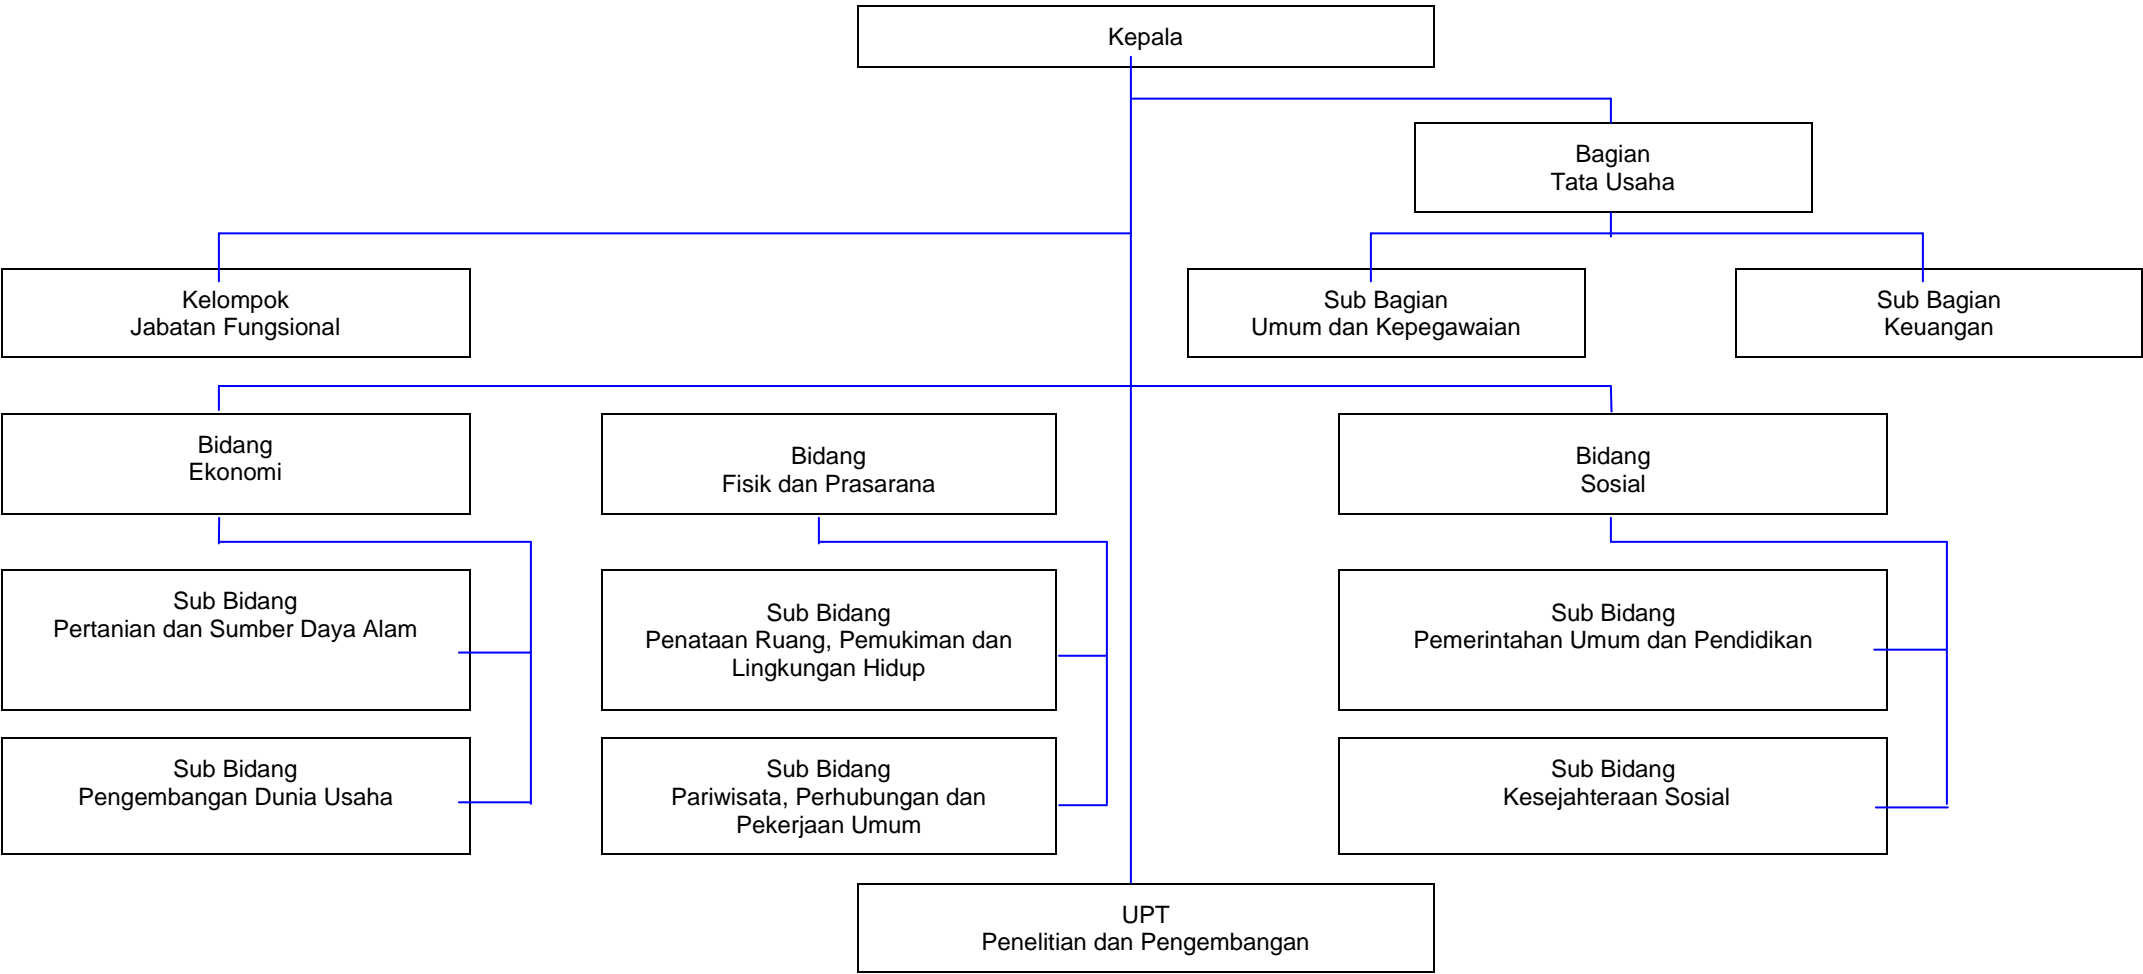 Kepala
Bagian
Tata Usaha
Kelompok
Jabatan Fungsional
Sub Bagian
Umum dan Kepegawaian
Sub Bagian
Keuangan
Bidang
Ekonomi
Bidang
Fisik dan Prasarana
Bidang
Sosial
Sub Bidang
Pertanian dan Sumber Daya Alam
Sub Bidang
Penataan Ruang, Pemukiman dan
Lingkungan Hidup
Sub Bidang
Pemerintahan Umum dan Pendidikan
Sub Bidang
Pengembangan Dunia Usaha
Sub Bidang
Pariwisata, Perhubungan dan
Pekerjaan Umum
Sub Bidang
Kesejahteraan Sosial
UPT
Penelitian dan Pengembangan